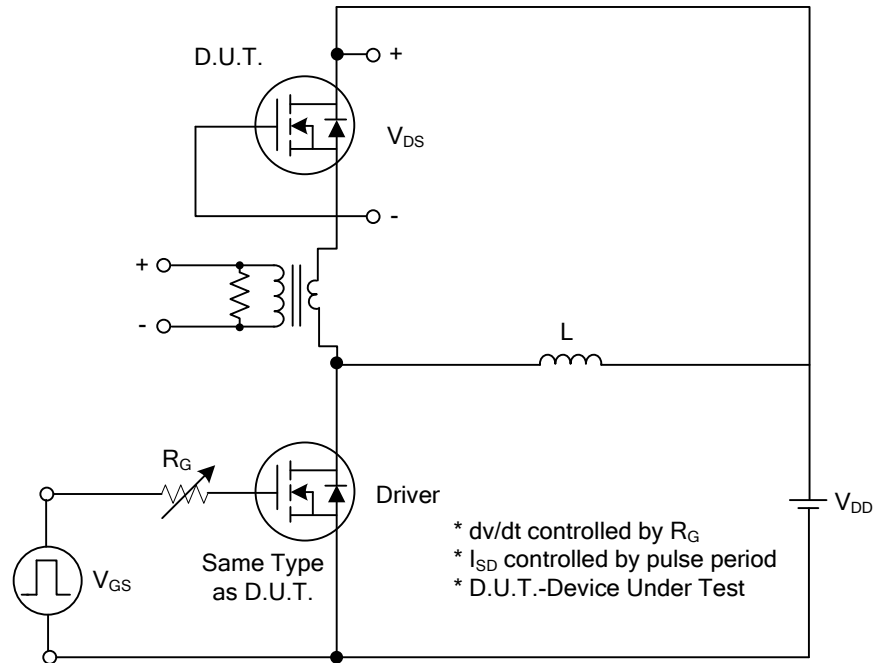 D.U.T.
+
V_DS
-
+
-
L
R_G
Driver
V_DD
V_GS
Same Type
as D.U.T.
* dv/dt controlled by R_G
* I_SD controlled by pulse period
* D.U.T.-Device Under Test